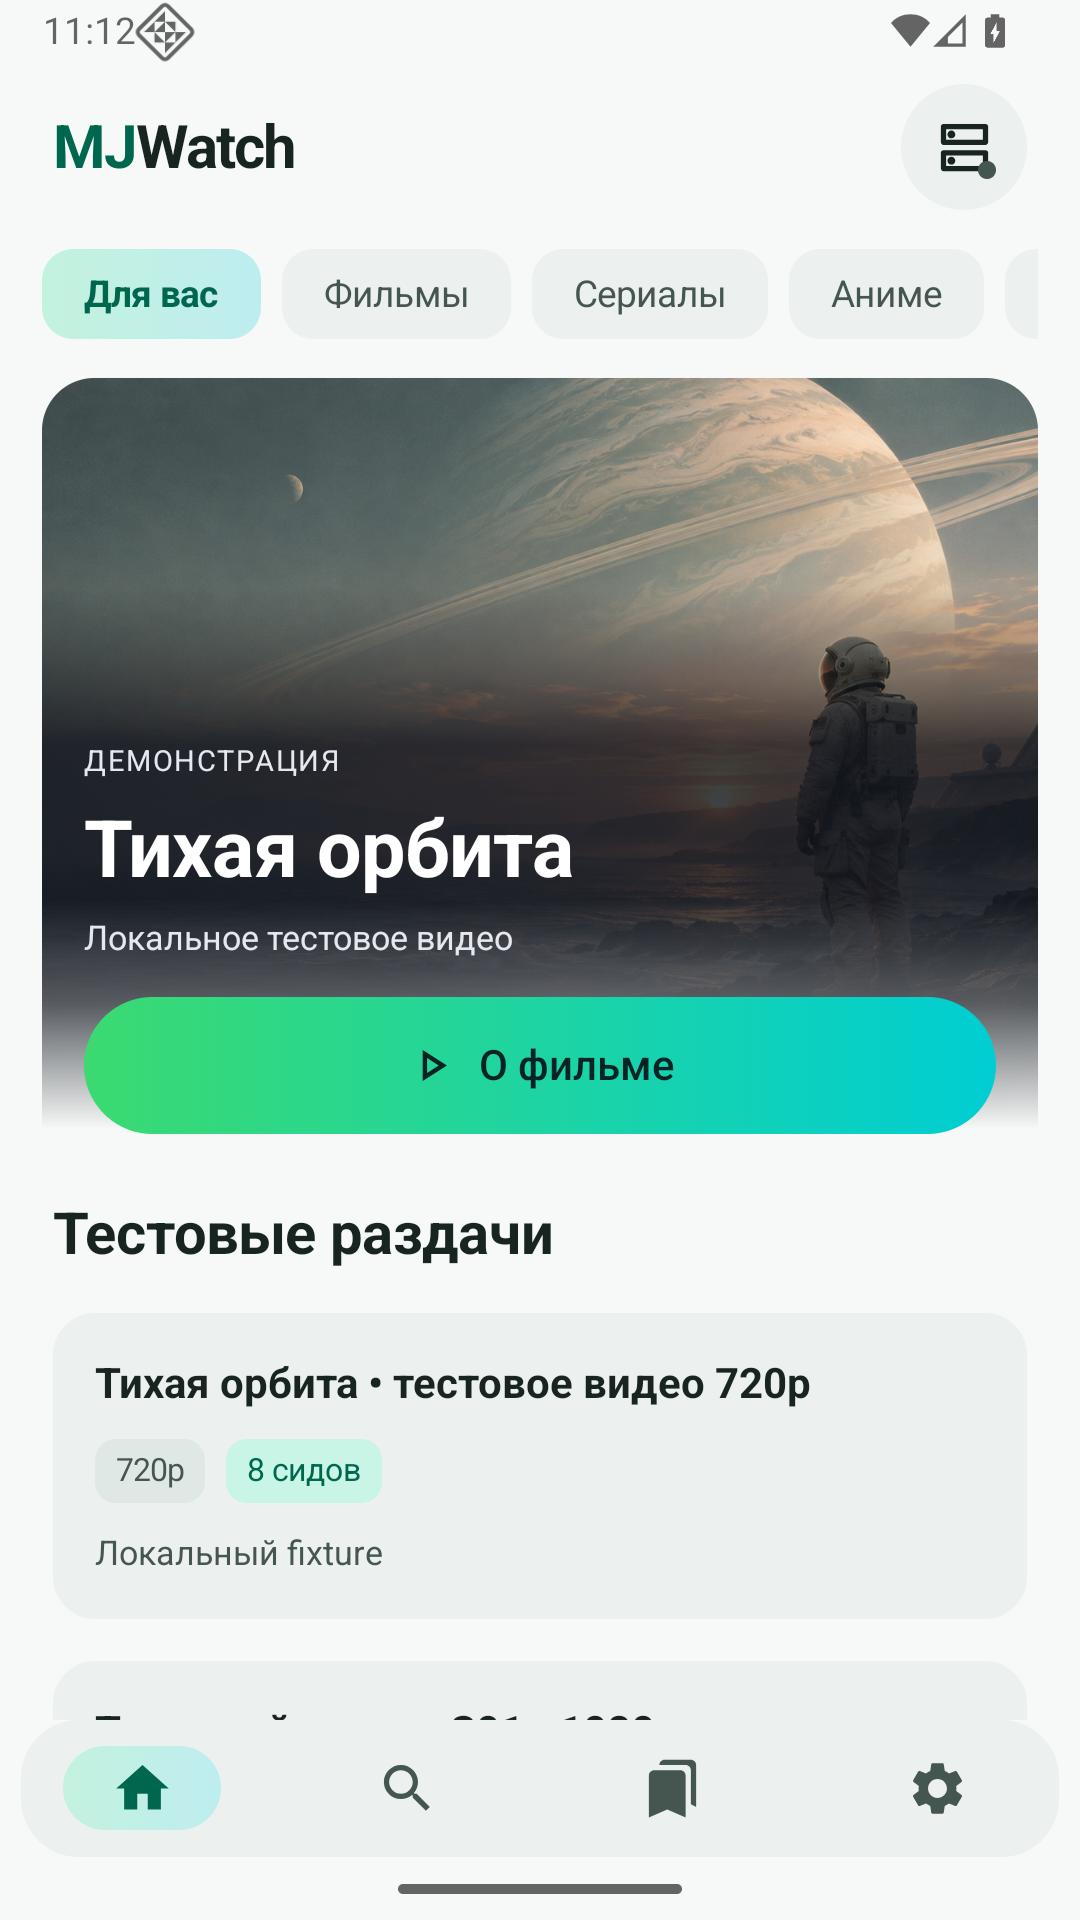 11:12
MJWatch
Для вас
Фильмы
Сериалы
Аниме
ДЕМОНСТРАЦИЯ
Тихая орбита
Локальное тестовое видео
О фильме
Тестовые раздачи
Тихая орбита • тестовое видео 720p
720p
8 сидов
Локальный fixture